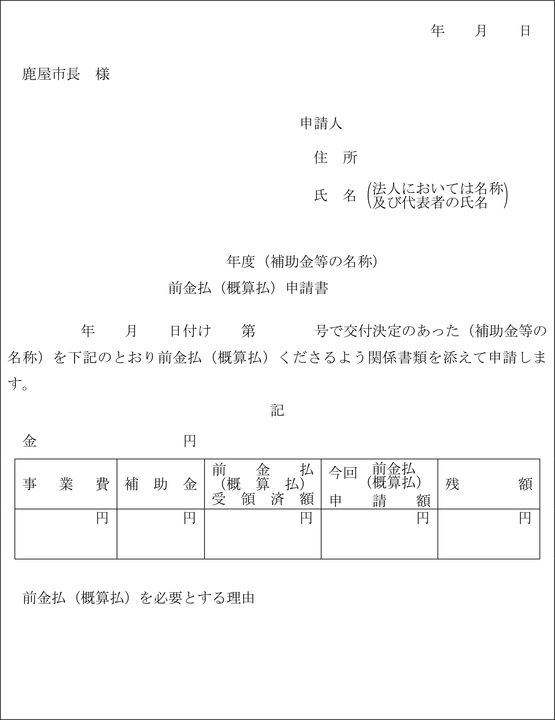 年　　月　　日
鹿屋市長　様
申請人
住　所
氏　名（法人においては名称
及び代表者の氏名）
年度（補助金等の名称）
前金払（概算払）申請書
年　　月　　日付け　　第　　　　号で交付決定のあった（補助金等の
名称）を下記のとおり前金払（概算払）くださるよう関係書類を添えて申請しま
す。
記
金　　　　　　　　　　円
事　業　費
補　助　金
前　　金　　払
（概　算　払）
受　領　済　額
今回　前金払
（概算払）
申　　請　　額
残　　　　額
円　円　円　円　円
前金払（概算払）を必要とする理由